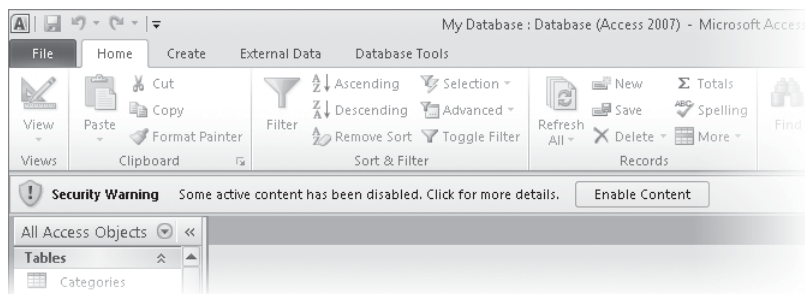 A
My Database : Database (Access 2007) - Microsoft Access
File Home Create External Data Database Tools
View
Views
Paste
Cut
Copy
Format Painter
Clipboard
Filter
Ascending
Descending
Remove Sort
Selection
Advanced
Toggle Filter
Sort & Filter
Refresh All
New
Save
Delete
Totals
Spelling
More
Records
Find
Security Warning Some active content has been disabled. Click for more details. Enable Content
All Access Objects
Tables
Categories